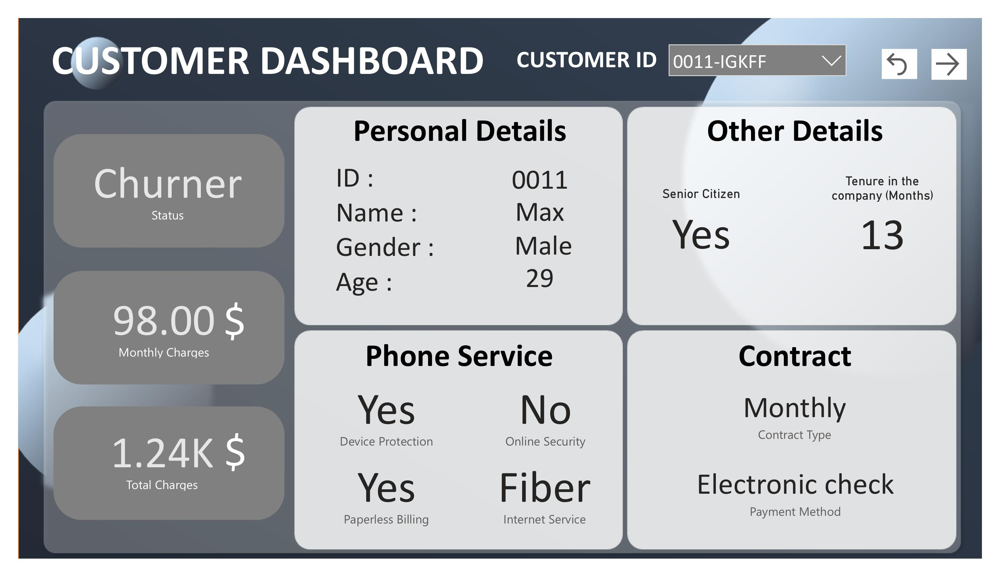 CUSTOMER DASHBOARD
CUSTOMER ID
0011-IGKFF
Churner
Status
98.00 $
Monthly Charges
1.24K $
Total Charges
Personal Details
ID : 0011
Name : Max
Gender : Male
Age : 29
Other Details
Senior Citizen
Yes
Tenure in the
company (Months)
13
Phone Service
Yes
Device Protection
No
Online Security
Yes
Paperless Billing
Fiber
Internet Service
Contract
Monthly
Contract Type
Electronic check
Payment Method